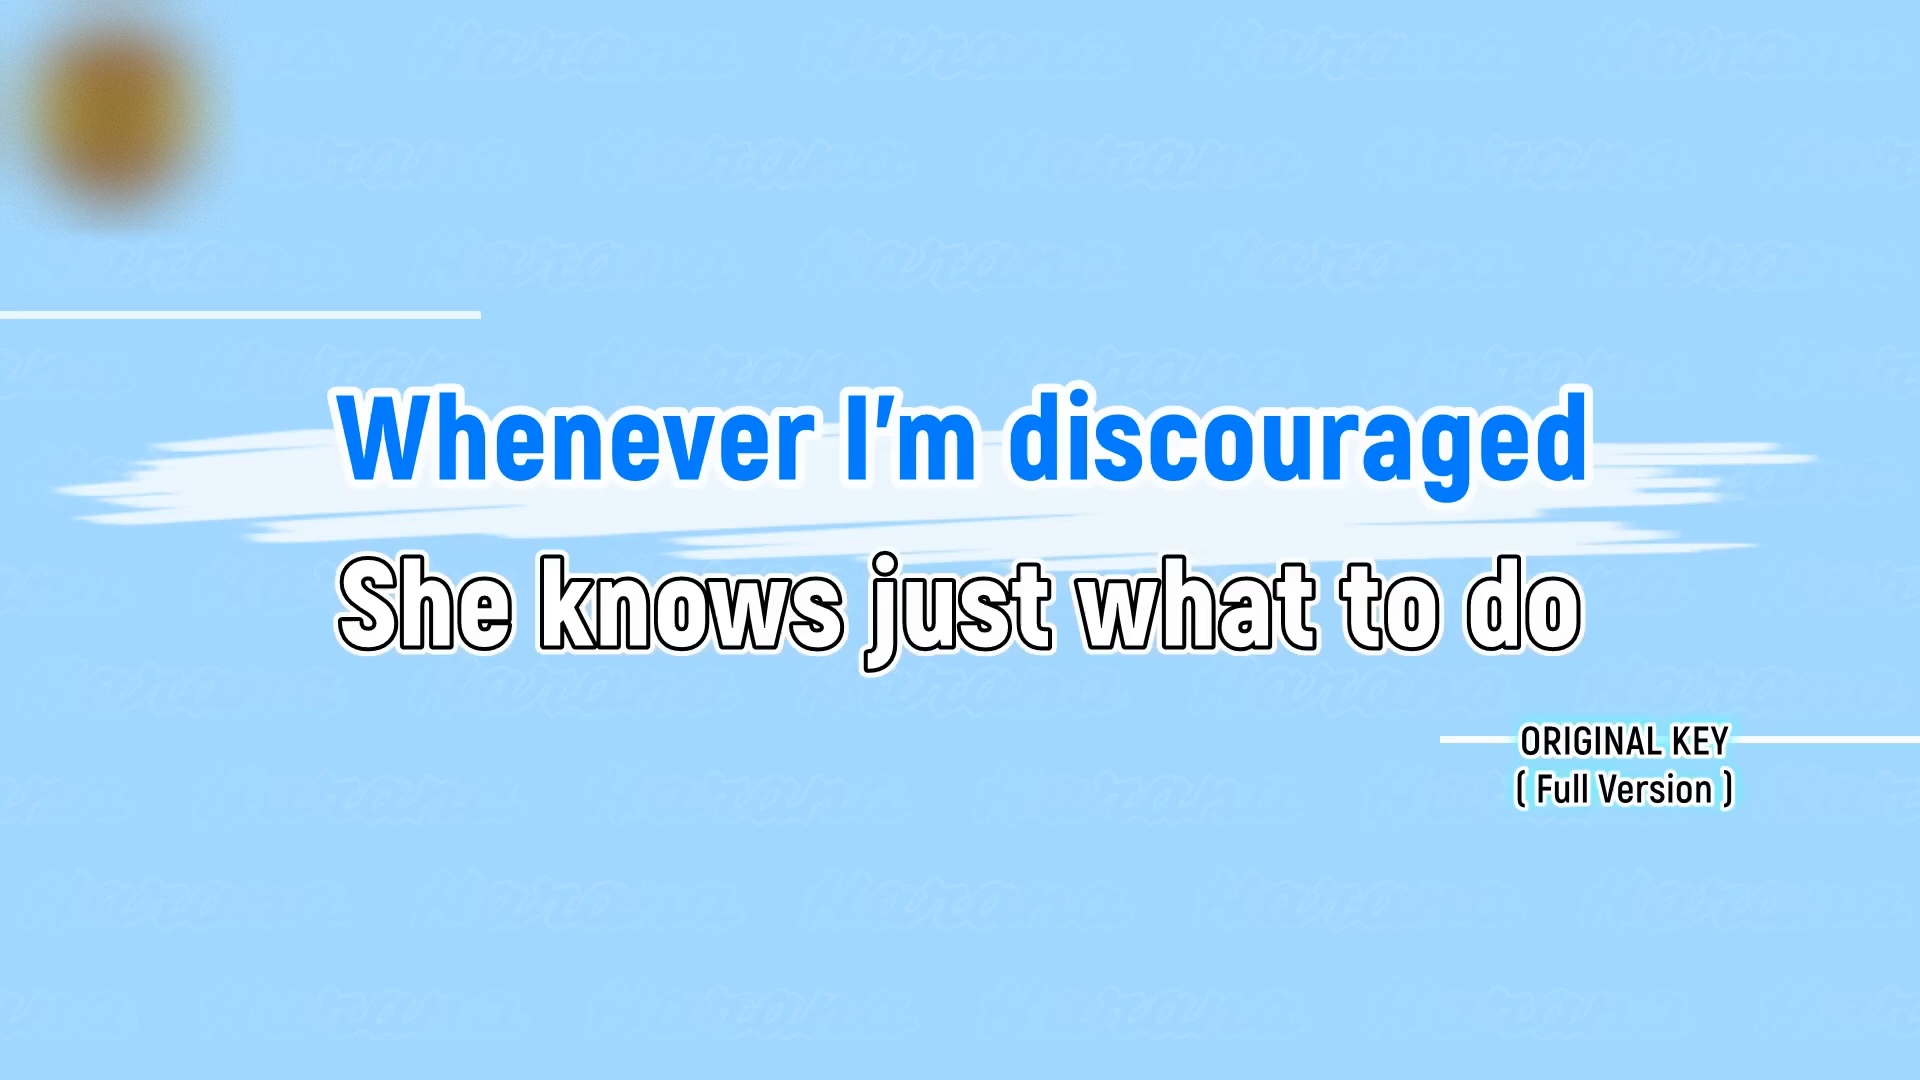 Whenever I'm discouraged
She knows just what to do
ORIGINAL KEY
( Full Version )